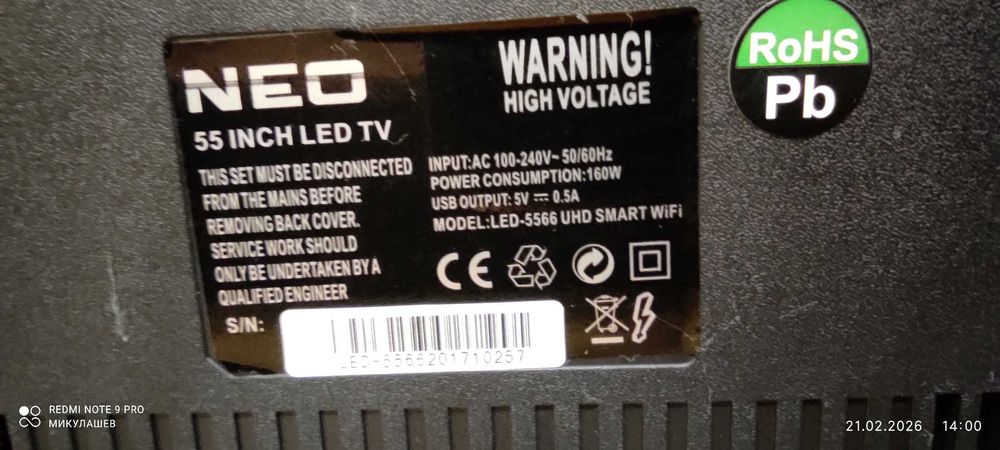 NEO
55 INCH LED TV
THIS SET MUST BE DISCONNECTED
FROM THE MAINS BEFORE
REMOVING BACK COVER.
SERVICE WORK SHOULD
ONLY BE UNDERTAKEN BY A
QUALIFIED ENGINEER
WARNING!
HIGH VOLTAGE
INPUT:AC 100-240V~ 50/60Hz
POWER CONSUMPTION:160W
USB OUTPUT: 5V ⎓ 0.5A
MODEL:LED-5566 UHD SMART WiFi
CE
S/N:
LED-5566201710257
RoHS
Pb
REDMI NOTE 9 PRO
МИКУЛАШЕВ
21.02.2026 14:00